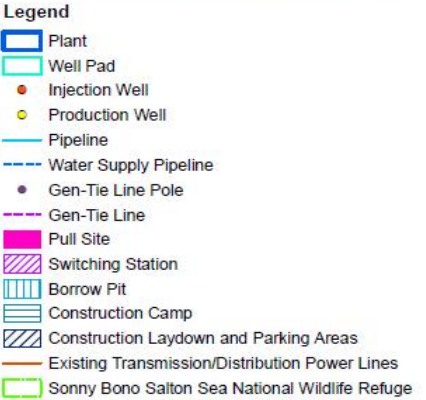 Legend
Plant
Well Pad
Injection Well
Production Well
Pipeline
Water Supply Pipeline
Gen-Tie Line Pole
Gen-Tie Line
Pull Site
Switching Station
Borrow Pit
Construction Camp
Construction Laydown and Parking Areas
Existing Transmission/Distribution Power Lines
Sonny Bono Salton Sea National Wildlife Refuge